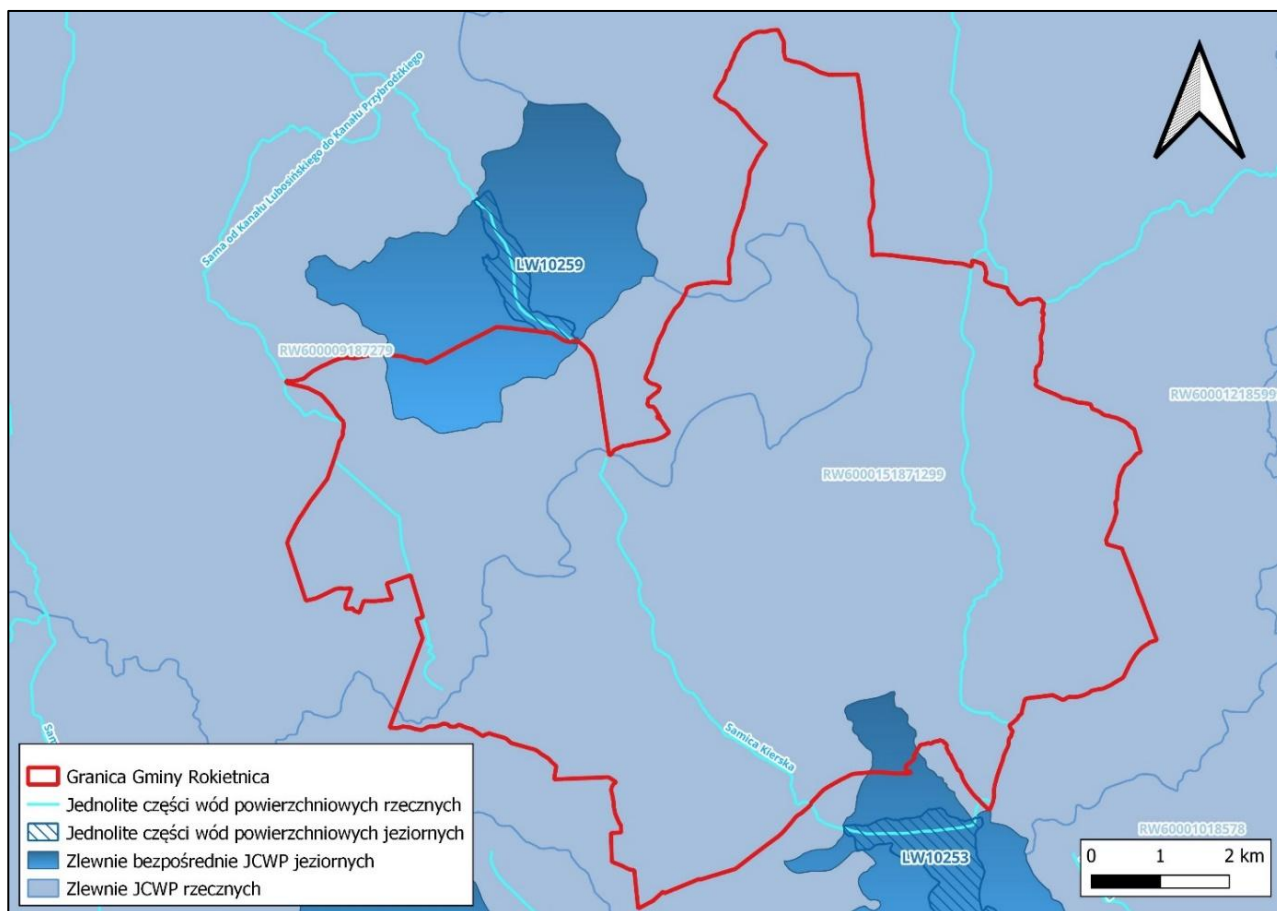 Sama od Kanału Lubosińskiego do Kanału Przybrodzkiego
LW10259
RW600009187279
RW60001218599
RW6000151871299
Samica Kierska
RW60001018578
LW10253
Granica Gminy Rokietnica
Jednolite części wód powierzchniowych rzecznych
Jednolite części wód powierzchniowych jeziornych
Zlewnie bezpośrednie JCWP jeziornych
Zlewnie JCWP rzecznych
0 1 2 km